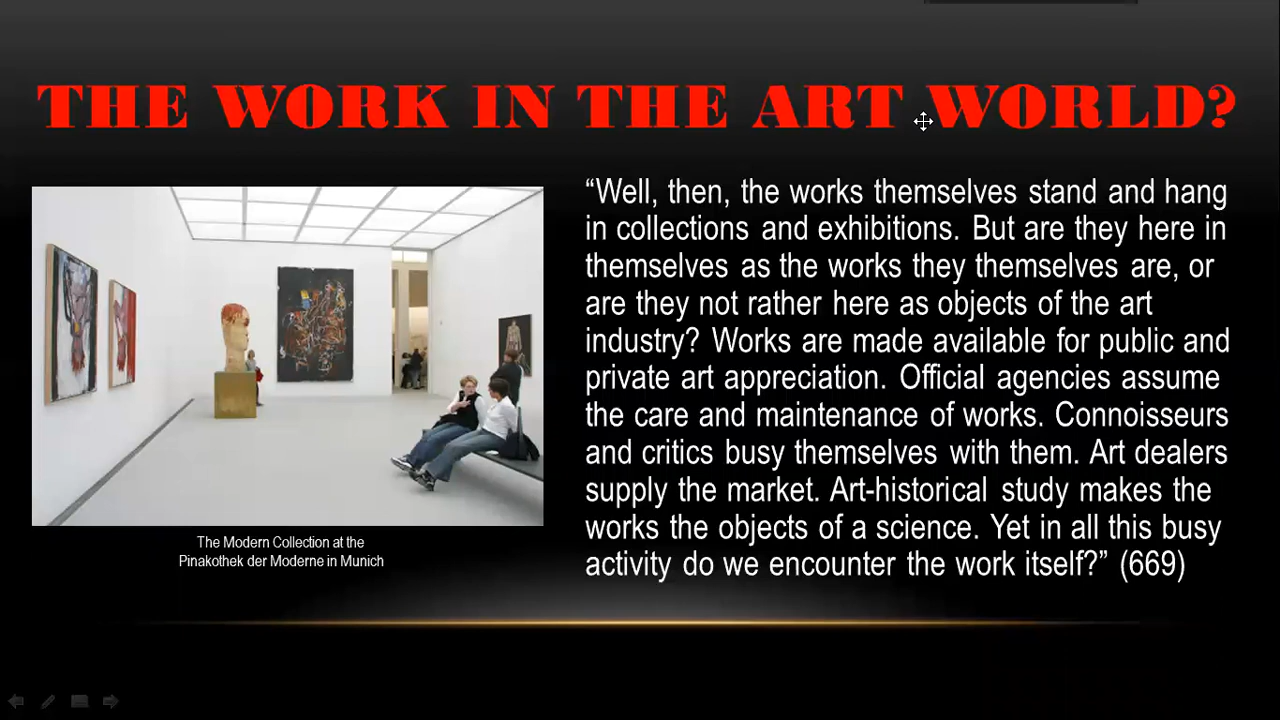 THE WORK IN THE ART WORLD?
“Well, then, the works themselves stand and hang
in collections and exhibitions. But are they here in
themselves as the works they themselves are, or
are they not rather here as objects of the art
industry? Works are made available for public and
private art appreciation. Official agencies assume
the care and maintenance of works. Connoisseurs
and critics busy themselves with them. Art dealers
supply the market. Art-historical study makes the
works the objects of a science. Yet in all this busy
activity do we encounter the work itself?” (669)
The Modern Collection at the
Pinakothek der Moderne in Munich